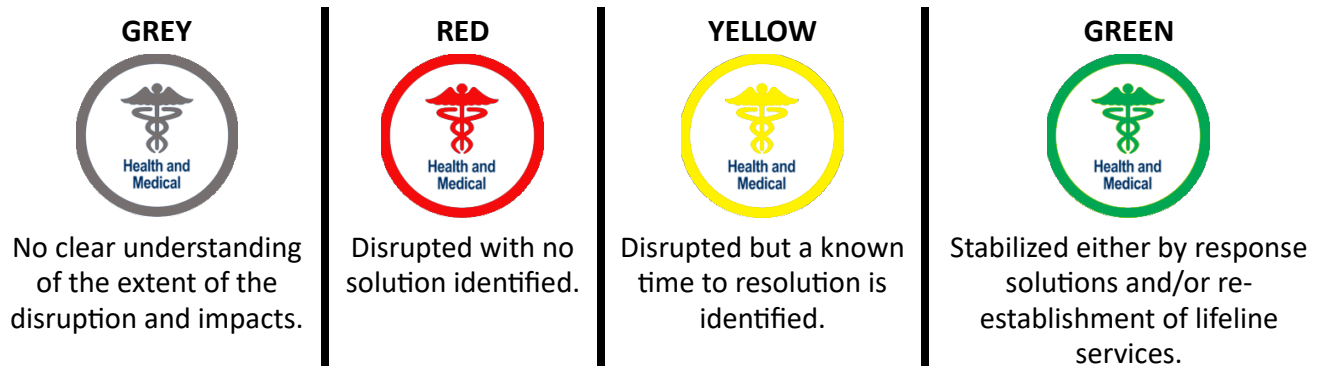 GREY
Health and
Medical
No clear understanding
of the extent of the
disruption and impacts.
RED
Health and
Medical
Disrupted with no
solution identified.
YELLOW
Health and
Medical
Disrupted but a known
time to resolution is
identified.
GREEN
Health and
Medical
Stabilized either by response
solutions and/or re-
establishment of lifeline
services.